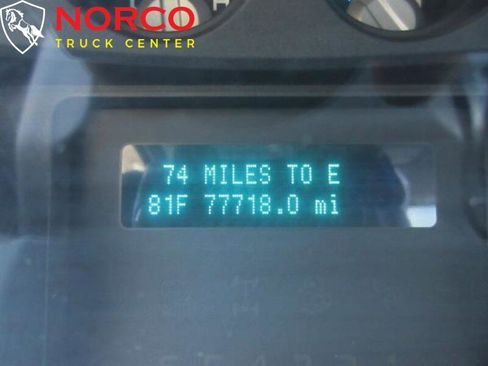 NORCO
TRUCK CENTER
H
74 MILES TO E
81F 77718.0 mi